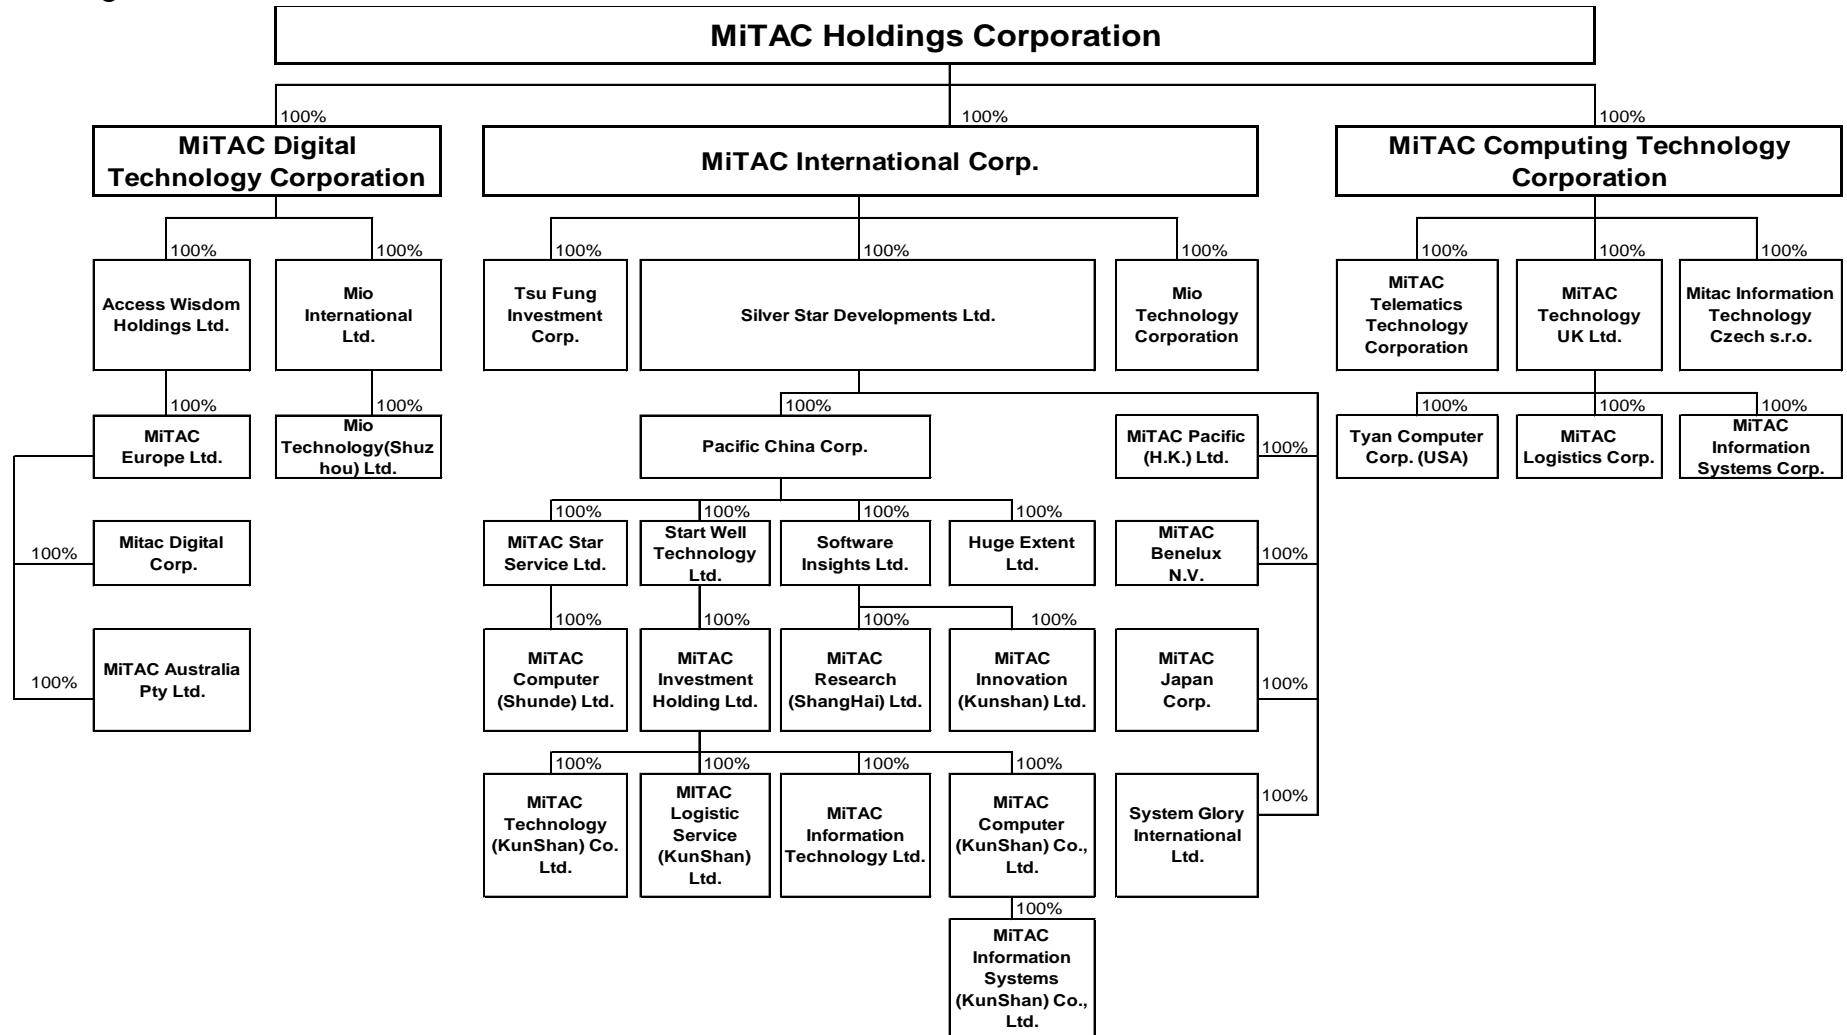 MiTAC Holdings Corporation
100%
100%
100%
MiTAC Digital
Technology Corporation
MiTAC International Corp.
MiTAC Computing Technology
Corporation
100%
100%
100%
100%
100%
100%
100%
100%
Access Wisdom
Holdings Ltd.
Mio
International
Ltd.
Tsu Fung
Investment
Corp.
Silver Star Developments Ltd.
Mio
Technology
Corporation
MiTAC
Telematics
Technology
Corporation
MiTAC
Technology
UK Ltd.
Mitac Information
Technology
Czech s.r.o.
100%
100%
100%
100%
100%
100%
MiTAC
Europe Ltd.
Mio
Technology(Shuz
hou) Ltd.
Pacific China Corp.
MiTAC Pacific
(H.K.) Ltd.
100%
Tyan Computer
Corp. (USA)
MiTAC
Logistics Corp.
MiTAC
Information
Systems Corp.
100%
100%
100%
100%
100%
Mitac Digital
Corp.
MiTAC Star
Service Ltd.
Start Well
Technology
Ltd.
Software
Insights Ltd.
Huge Extent
Ltd.
MiTAC
Benelux
N.V.
100%
100%
100%
100%
100%
100%
MiTAC Australia
Pty Ltd.
MiTAC
Computer
(Shunde) Ltd.
MiTAC
Investment
Holding Ltd.
MiTAC
Research
(ShangHai) Ltd.
MiTAC
Innovation
(Kunshan) Ltd.
MiTAC
Japan
Corp.
100%
100%
100%
100%
100%
MiTAC
Technology
(KunShan) Co.
Ltd.
MITAC
Logistic
Service
(KunShan)
Ltd.
MiTAC
Information
Technology Ltd.
MiTAC
Computer
(KunShan) Co.,
Ltd.
System Glory
International
Ltd.
100%
100%
MiTAC
Information
Systems
(KunShan) Co.,
Ltd.